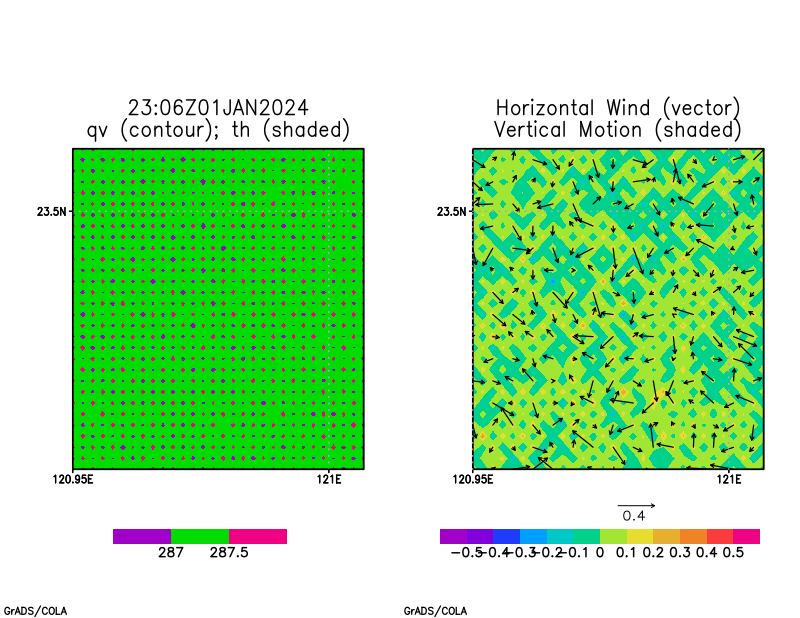 23:06Z01JAN2024
qv (contour); th (shaded)
23.5N
120.95E
121E
287
287.5
GrADS/COLA
Horizontal Wind (vector)
Vertical Motion (shaded)
23.5N
120.95E
121E
0.4
-0.5 -0.4 -0.3 -0.2 -0.1 0 0.1 0.2 0.3 0.4 0.5
GrADS/COLA